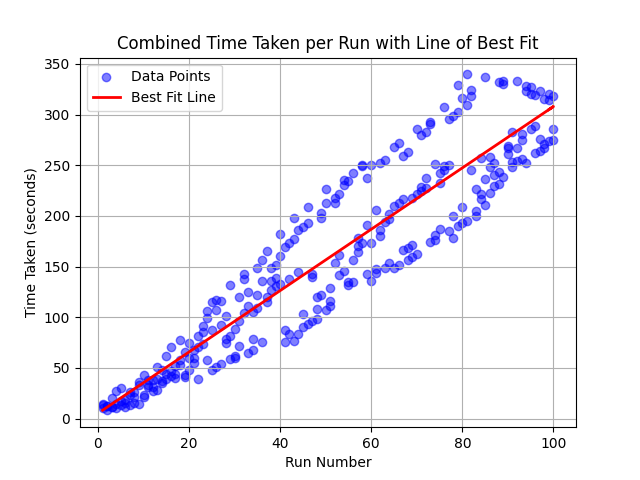 Combined Time Taken per Run with Line of Best Fit
Data Points
Best Fit Line
Time Taken (seconds)
350
300
250
200
150
100
50
0
0 20 40 60 80 100
Run Number